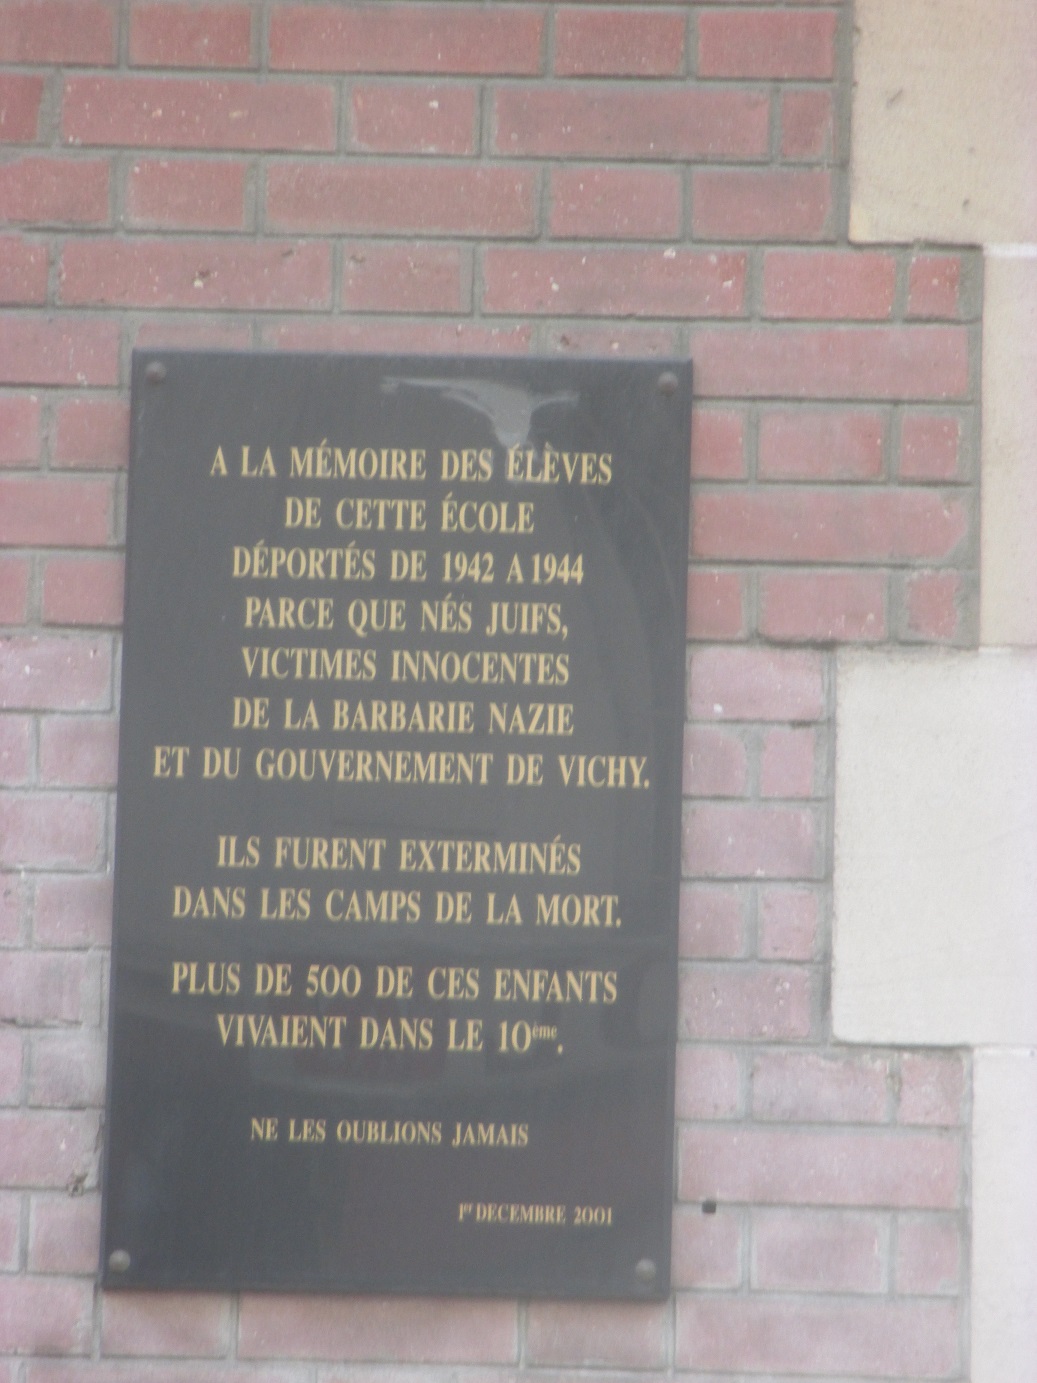 A LA MÉMOIRE DES ÉLÈVES
DE CETTE ÉCOLE
DÉPORTÉS DE 1942 A 1944
PARCE QUE NÉS JUIFS,
VICTIMES INNOCENTES
DE LA BARBARIE NAZIE
ET DU GOUVERNEMENT DE VICHY.
ILS FURENT EXTERMINÉS
DANS LES CAMPS DE LA MORT.
PLUS DE 500 DE CES ENFANTS
VIVAIENT DANS LE 10ème.
NE LES OUBLIONS JAMAIS
1er DECEMBRE 2001